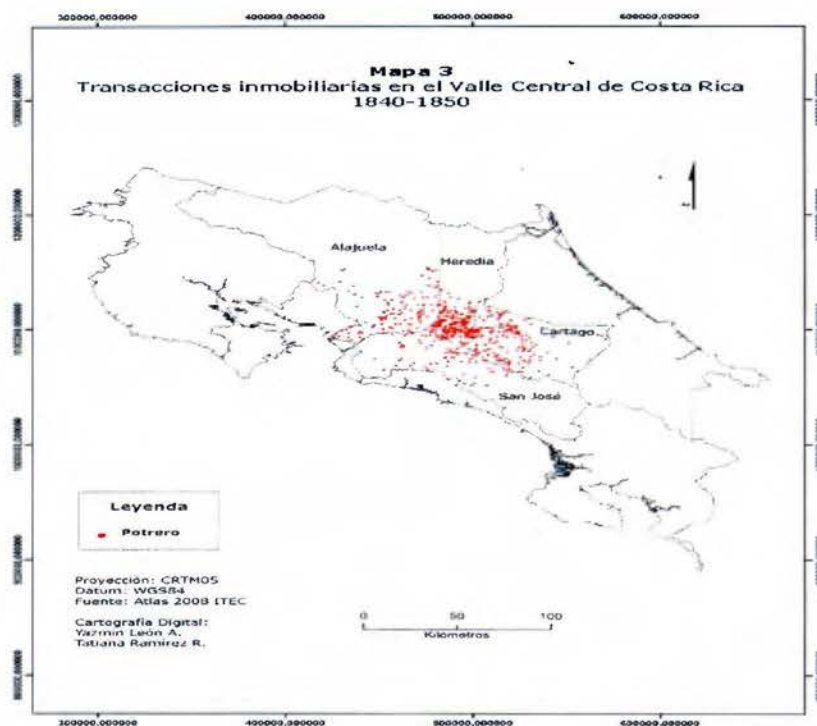 300000,000000 400000,000000 500000,000000 600000,000000
Mapa 3
Transacciones inmobiliarias en el Valle Central de Costa Rica
1840-1850
Alajuela
Heredia
Cartago
San José
Leyenda
Potrero
Proyección: CRTM05
Datum: WGS84
Fuente: Atlas 2008 ITEC
Cartografía Digital:
Yazmín León A.
Tatiana Ramírez R.
0 50 100
Kilómetros
300000,000000 400000,000000 500000,000000 600000,000000